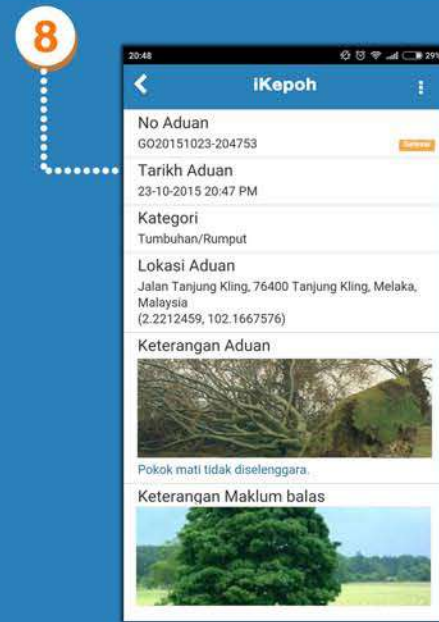 8
20:48
29%
iKepoh
No Aduan
GO20151023-204753
Tarikh Aduan
23-10-2015 20:47 PM
Kategori
Tumbuhan/Rumput
Lokasi Aduan
Jalan Tanjung Kling, 76400 Tanjung Kling, Melaka,
Malaysia
(2.2212459, 102.1667576)
Keterangan Aduan
Pokok mati tidak diselenggara.
Keterangan Maklum balas